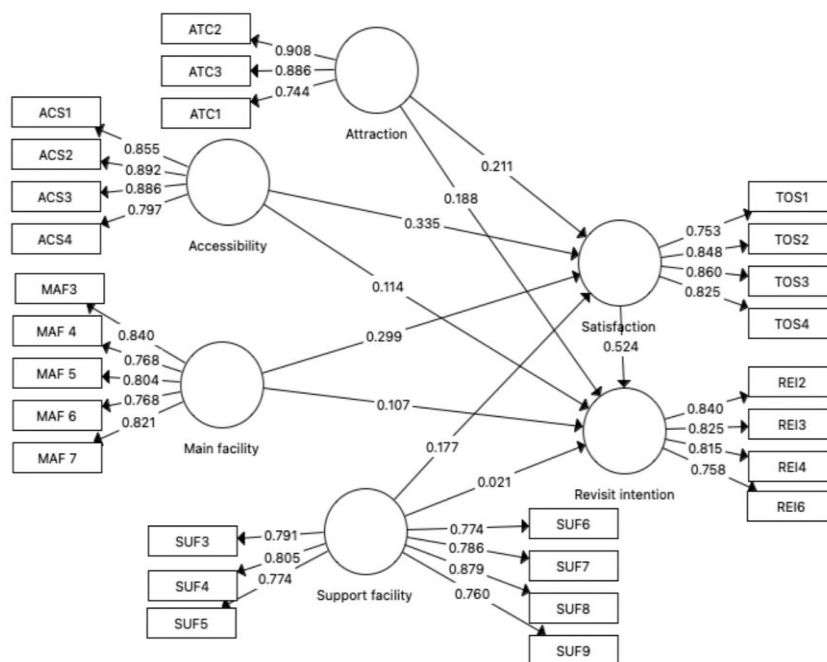 ATC2
ATC3
ATC1
0.908
0.886
0.744
Attraction
ACS1
ACS2
ACS3
ACS4
0.855
0.892
0.886
0.797
Accessibility
MAF3
MAF 4
MAF 5
MAF 6
MAF 7
0.840
0.768
0.804
0.768
0.821
Main facility
SUF3
SUF4
SUF5
0.791
0.805
0.774
Support facility
0.774
0.786
0.879
0.760
SUF6
SUF7
SUF8
SUF9
0.211
0.188
0.335
0.114
0.299
0.107
0.177
0.021
Satisfaction
0.524
0.753
0.848
0.860
0.825
TOS1
TOS2
TOS3
TOS4
Revisit intention
0.840
0.825
0.815
0.758
REI2
REI3
REI4
REI6